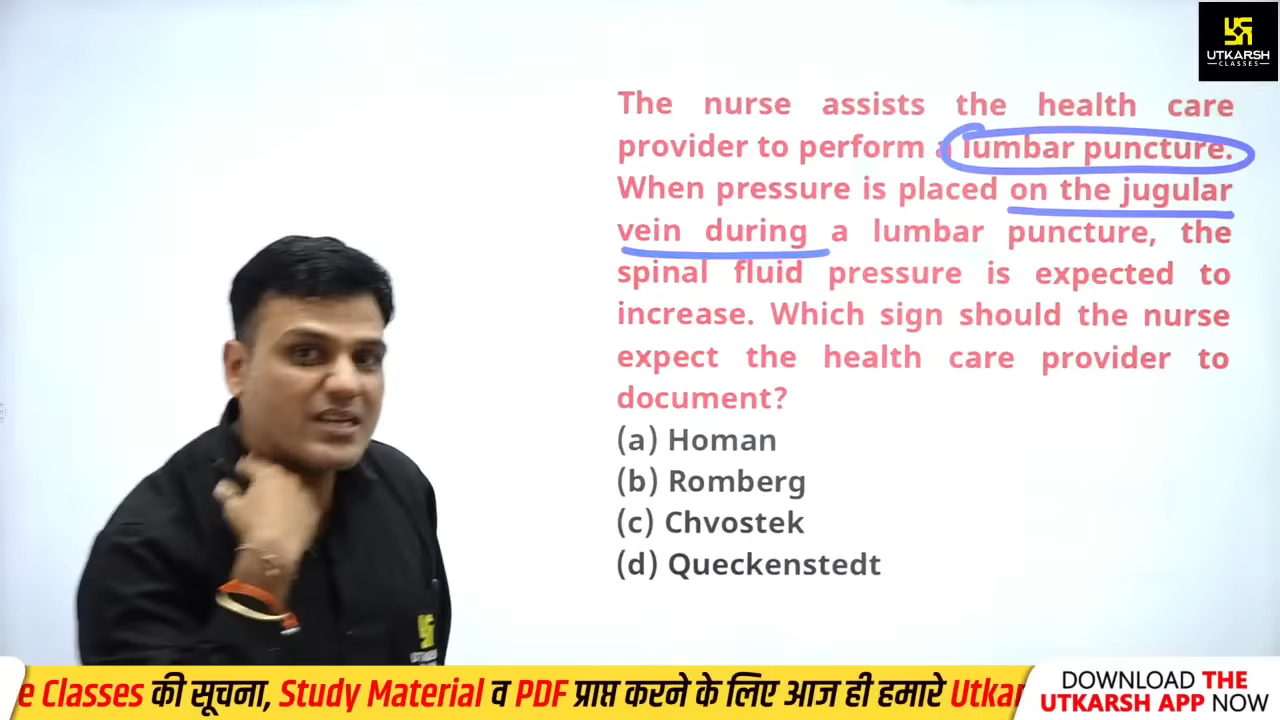 UTKARSH
CLASSES
The nurse assists the health care
provider to perform a lumbar puncture.
When pressure is placed on the jugular
vein during a lumbar puncture, the
spinal fluid pressure is expected to
increase. Which sign should the nurse
expect the health care provider to
document?
(a) Homan
(b) Romberg
(c) Chvostek
(d) Queckenstedt
e Classes की सूचना, Study Material व PDF प्राप्त करने के लिए आज ही हमारे Utkar
DOWNLOAD THE
UTKARSH APP NOW